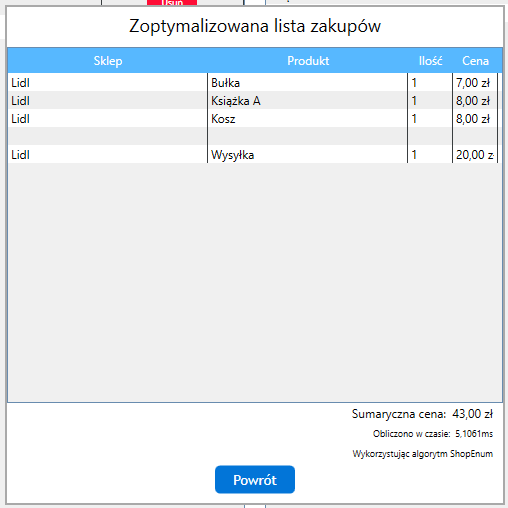 Usuń
Zoptymalizowana lista zakupów
Sklep Produkt Ilość Cena
Lidl Bułka 1 7,00 zł
Lidl Książka A 1 8,00 zł
Lidl Kosz 1 8,00 zł
Lidl Wysyłka 1 20,00 z
Sumaryczna cena: 43,00 zł
Obliczono w czasie: 5,1061ms
Wykorzystując algorytm ShopEnum
Powrót